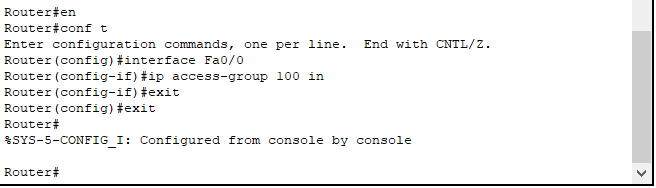 Router#en
Router#conf t
Enter configuration commands, one per line.  End with CNTL/Z.
Router(config)#interface Fa0/0
Router(config-if)#ip access-group 100 in
Router(config-if)#exit
Router(config)#exit
Router#
%SYS-5-CONFIG_I: Configured from console by console
Router#